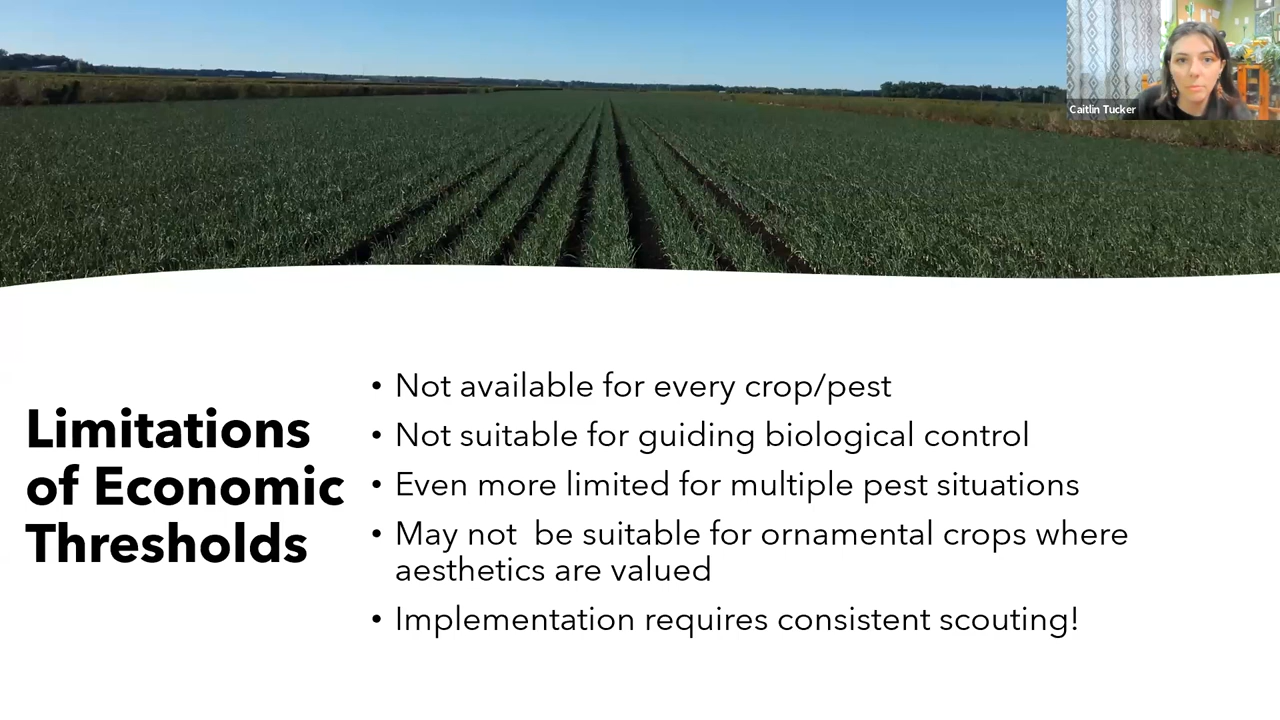 Caitlin Tucker
Limitations
of Economic
Thresholds
• Not available for every crop/pest
• Not suitable for guiding biological control
• Even more limited for multiple pest situations
• May not  be suitable for ornamental crops where
aesthetics are valued
• Implementation requires consistent scouting!